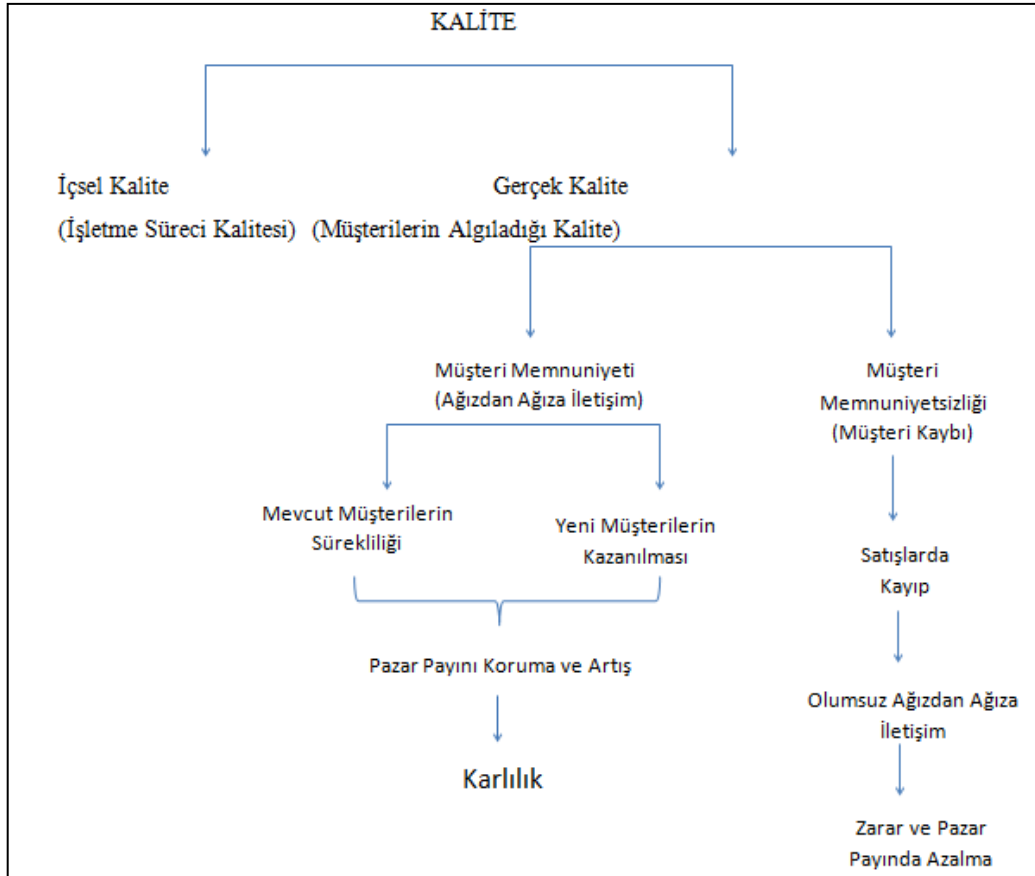 KALİTE
İçsel Kalite
Gerçek Kalite
(İşletme Süreci Kalitesi)
(Müşterilerin Algıladığı Kalite)
Müşteri Memnuniyeti
(Ağızdan Ağıza İletişim)
Müşteri
Memnuniyetsizliği
(Müşteri Kaybı)
Mevcut Müşterilerin
Sürekliliği
Yeni Müşterilerin
Kazanılması
Satışlarda
Kayıp
Pazar Payını Koruma ve Artış
Olumsuz Ağızdan Ağıza
İletişim
Karlılık
Zarar ve Pazar
Payında Azalma